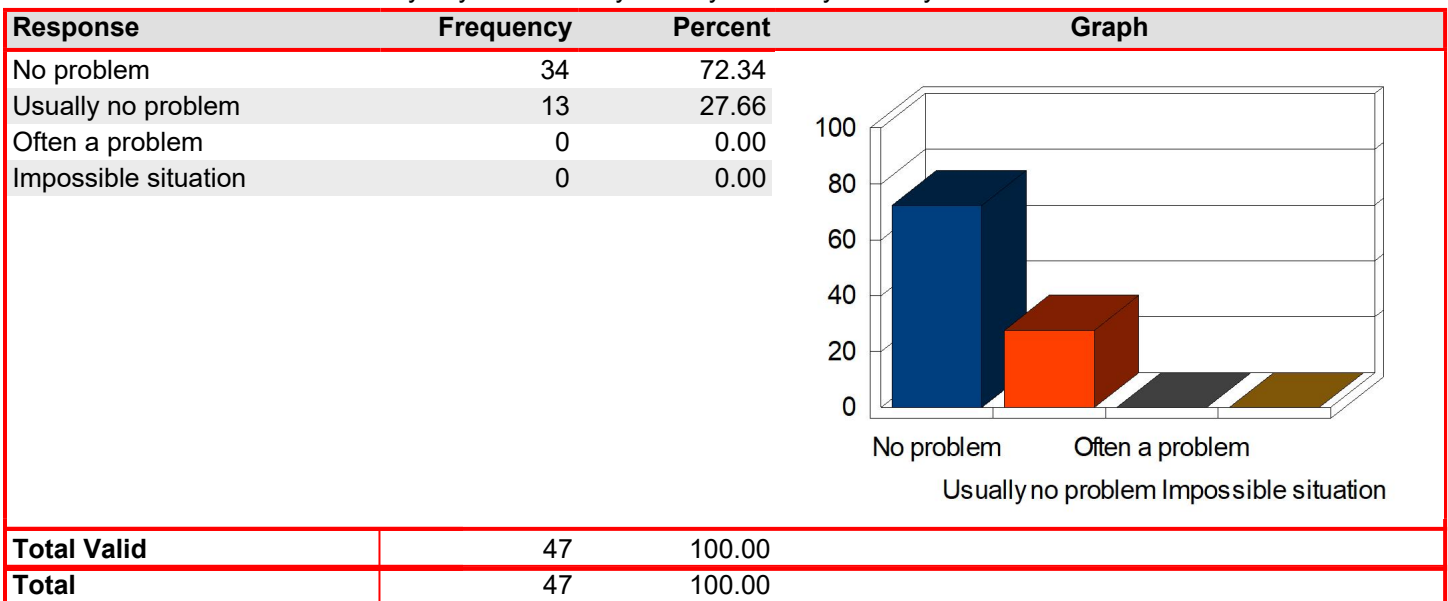 Response Frequency Percent Graph
No problem 34 72.34
Usually no problem 13 27.66
Often a problem 0 0.00
Impossible situation 0 0.00
100
80
60
40
20
0
No problem Often a problem
Usually no problem Impossible situation
Total Valid 47 100.00
Total 47 100.00